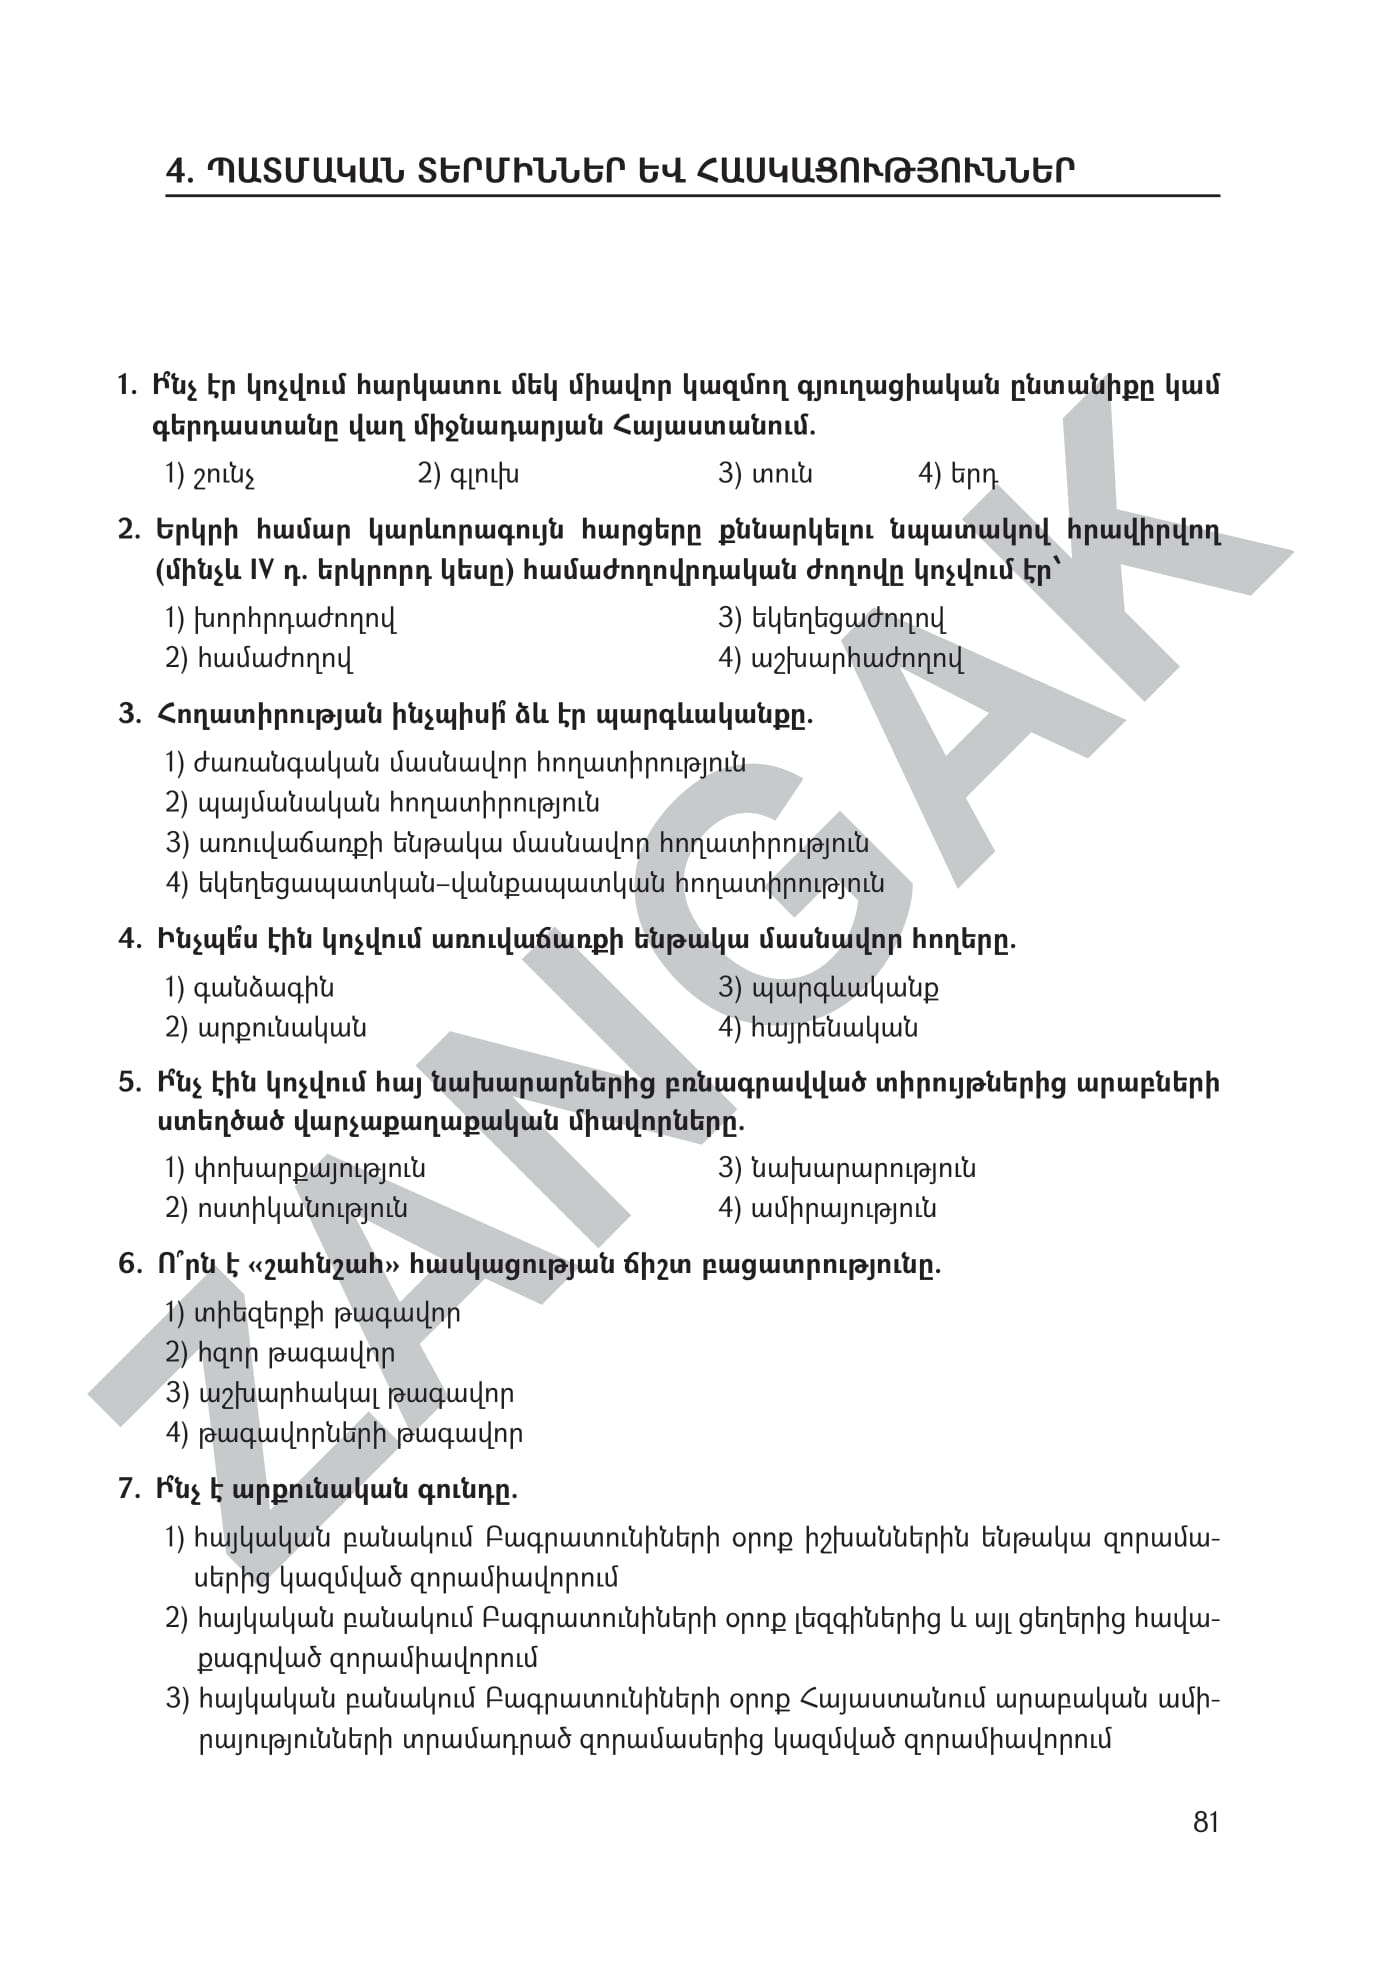 4. ՊԱՏՄԱԿԱՆ ՏԵՐՄԻՆՆԵՐ ԵՎ ՀԱՍԿԱՑՈՒԹՅՈՒՆՆԵՐ
1. Ի՞նչ էր կոչվում հարկատու մեկ միավոր կազմող գյուղացիական ընտանիքը կամ
գերդաստանը վաղ միջնադարյան Հայաստանում.
1) շունչ 2) գլուխ 3) տուն 4) երդ
2. Երկրի համար կարևորագույն հարցերը քննարկելու նպատակով հրավիրվող
(մինչև IV դ. երկրորդ կեսը) համաժողովրդական ժողովը կոչվում էր՝
1) խորհրդաժողով 3) եկեղեցաժողով
2) համաժողով 4) աշխարհաժողով
3. Հողատիրության ինչպիսի՞ ձև էր պարգևականքը.
1) ժառանգական մասնավոր հողատիրություն
2) պայմանական հողատիրություն
3) առուվաճառքի ենթակա մասնավոր հողատիրություն
4) եկեղեցապատկան–վանքապատկան հողատիրություն
4. Ինչպե՞ս էին կոչվում առուվաճառքի ենթակա մասնավոր հողերը.
1) գանձագին 3) պարգևականք
2) արքունական 4) հայրենական
5. Ի՞նչ էին կոչվում հայ նախարարներից բռնագրավված տիրույթներից արաբների
ստեղծած վարչաքաղաքական միավորները.
1) փոխարքայություն 3) նախարարություն
2) ոստիկանություն 4) ամիրայություն
6. Ո՞րն է «շահնշահ» հասկացության ճիշտ բացատրությունը.
1) տիեզերքի թագավոր
2) հզոր թագավոր
3) աշխարհակալ թագավոր
4) թագավորների թագավոր
7. Ի՞նչ է արքունական գունդը.
1) հայկական բանակում Բագրատունիների օրոք իշխաններին ենթակա զորամա-
սերից կազմված զորամիավորում
2) հայկական բանակում Բագրատունիների օրոք լեզգիներից և այլ ցեղերից հավա-
քագրված զորամիավորում
3) հայկական բանակում Բագրատունիների օրոք Հայաստանում արաբական ամի-
րայությունների տրամադրած զորամասերից կազմված զորամիավորում
81
ZANGAK